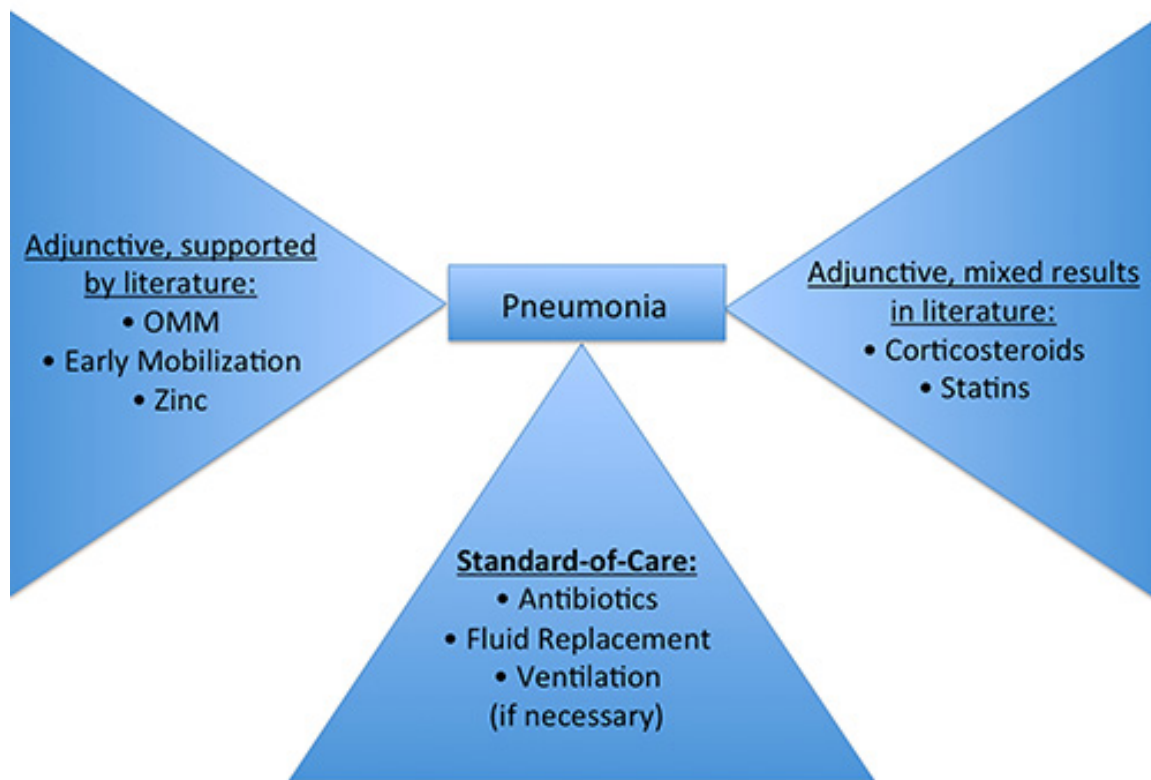 Adjunctive, supported
by literature:
• OMM
• Early Mobilization
• Zinc
Pneumonia
Adjunctive, mixed results
in literature:
• Corticosteroids
• Statins
Standard-of-Care:
• Antibiotics
• Fluid Replacement
• Ventilation
(if necessary)